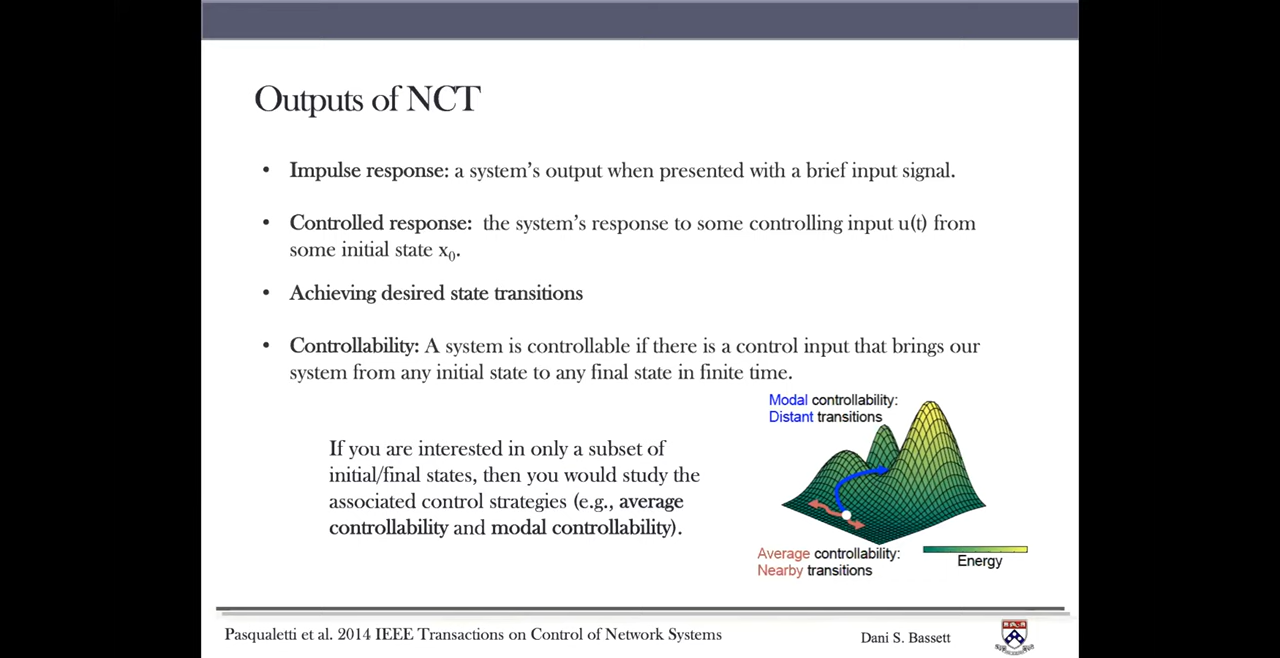 Outputs of NCT
• Impulse response: a system's output when presented with a brief input signal.
• Controlled response: the system's response to some controlling input u(t) from
some initial state x₀.
• Achieving desired state transitions
• Controllability: A system is controllable if there is a control input that brings our
system from any initial state to any final state in finite time.
If you are interested in only a subset of
initial/final states, then you would study the
associated control strategies (e.g., average
controllability and modal controllability).
Modal controllability:
Distant transitions
Average controllability:
Nearby transitions
Energy
Pasqualetti et al. 2014 IEEE Transactions on Control of Network Systems
Dani S. Bassett